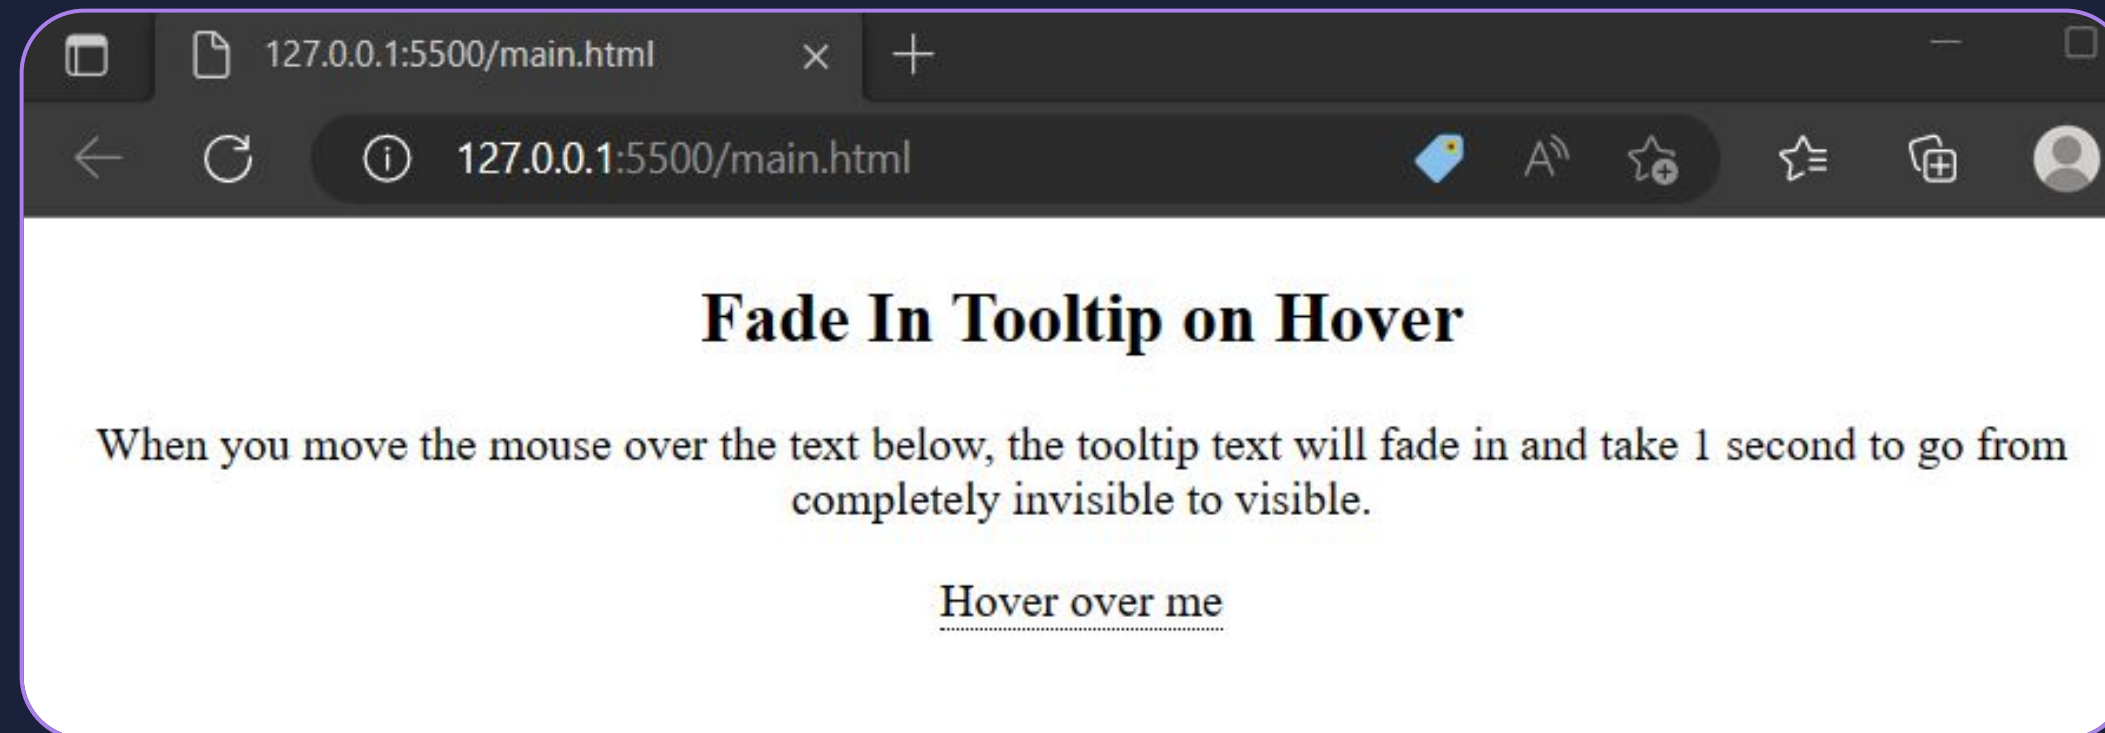 127.0.0.1:5500/main.html
127.0.0.1:5500/main.html
Fade In Tooltip on Hover
When you move the mouse over the text below, the tooltip text will fade in and take 1 second to go from
completely invisible to visible.
Hover over me